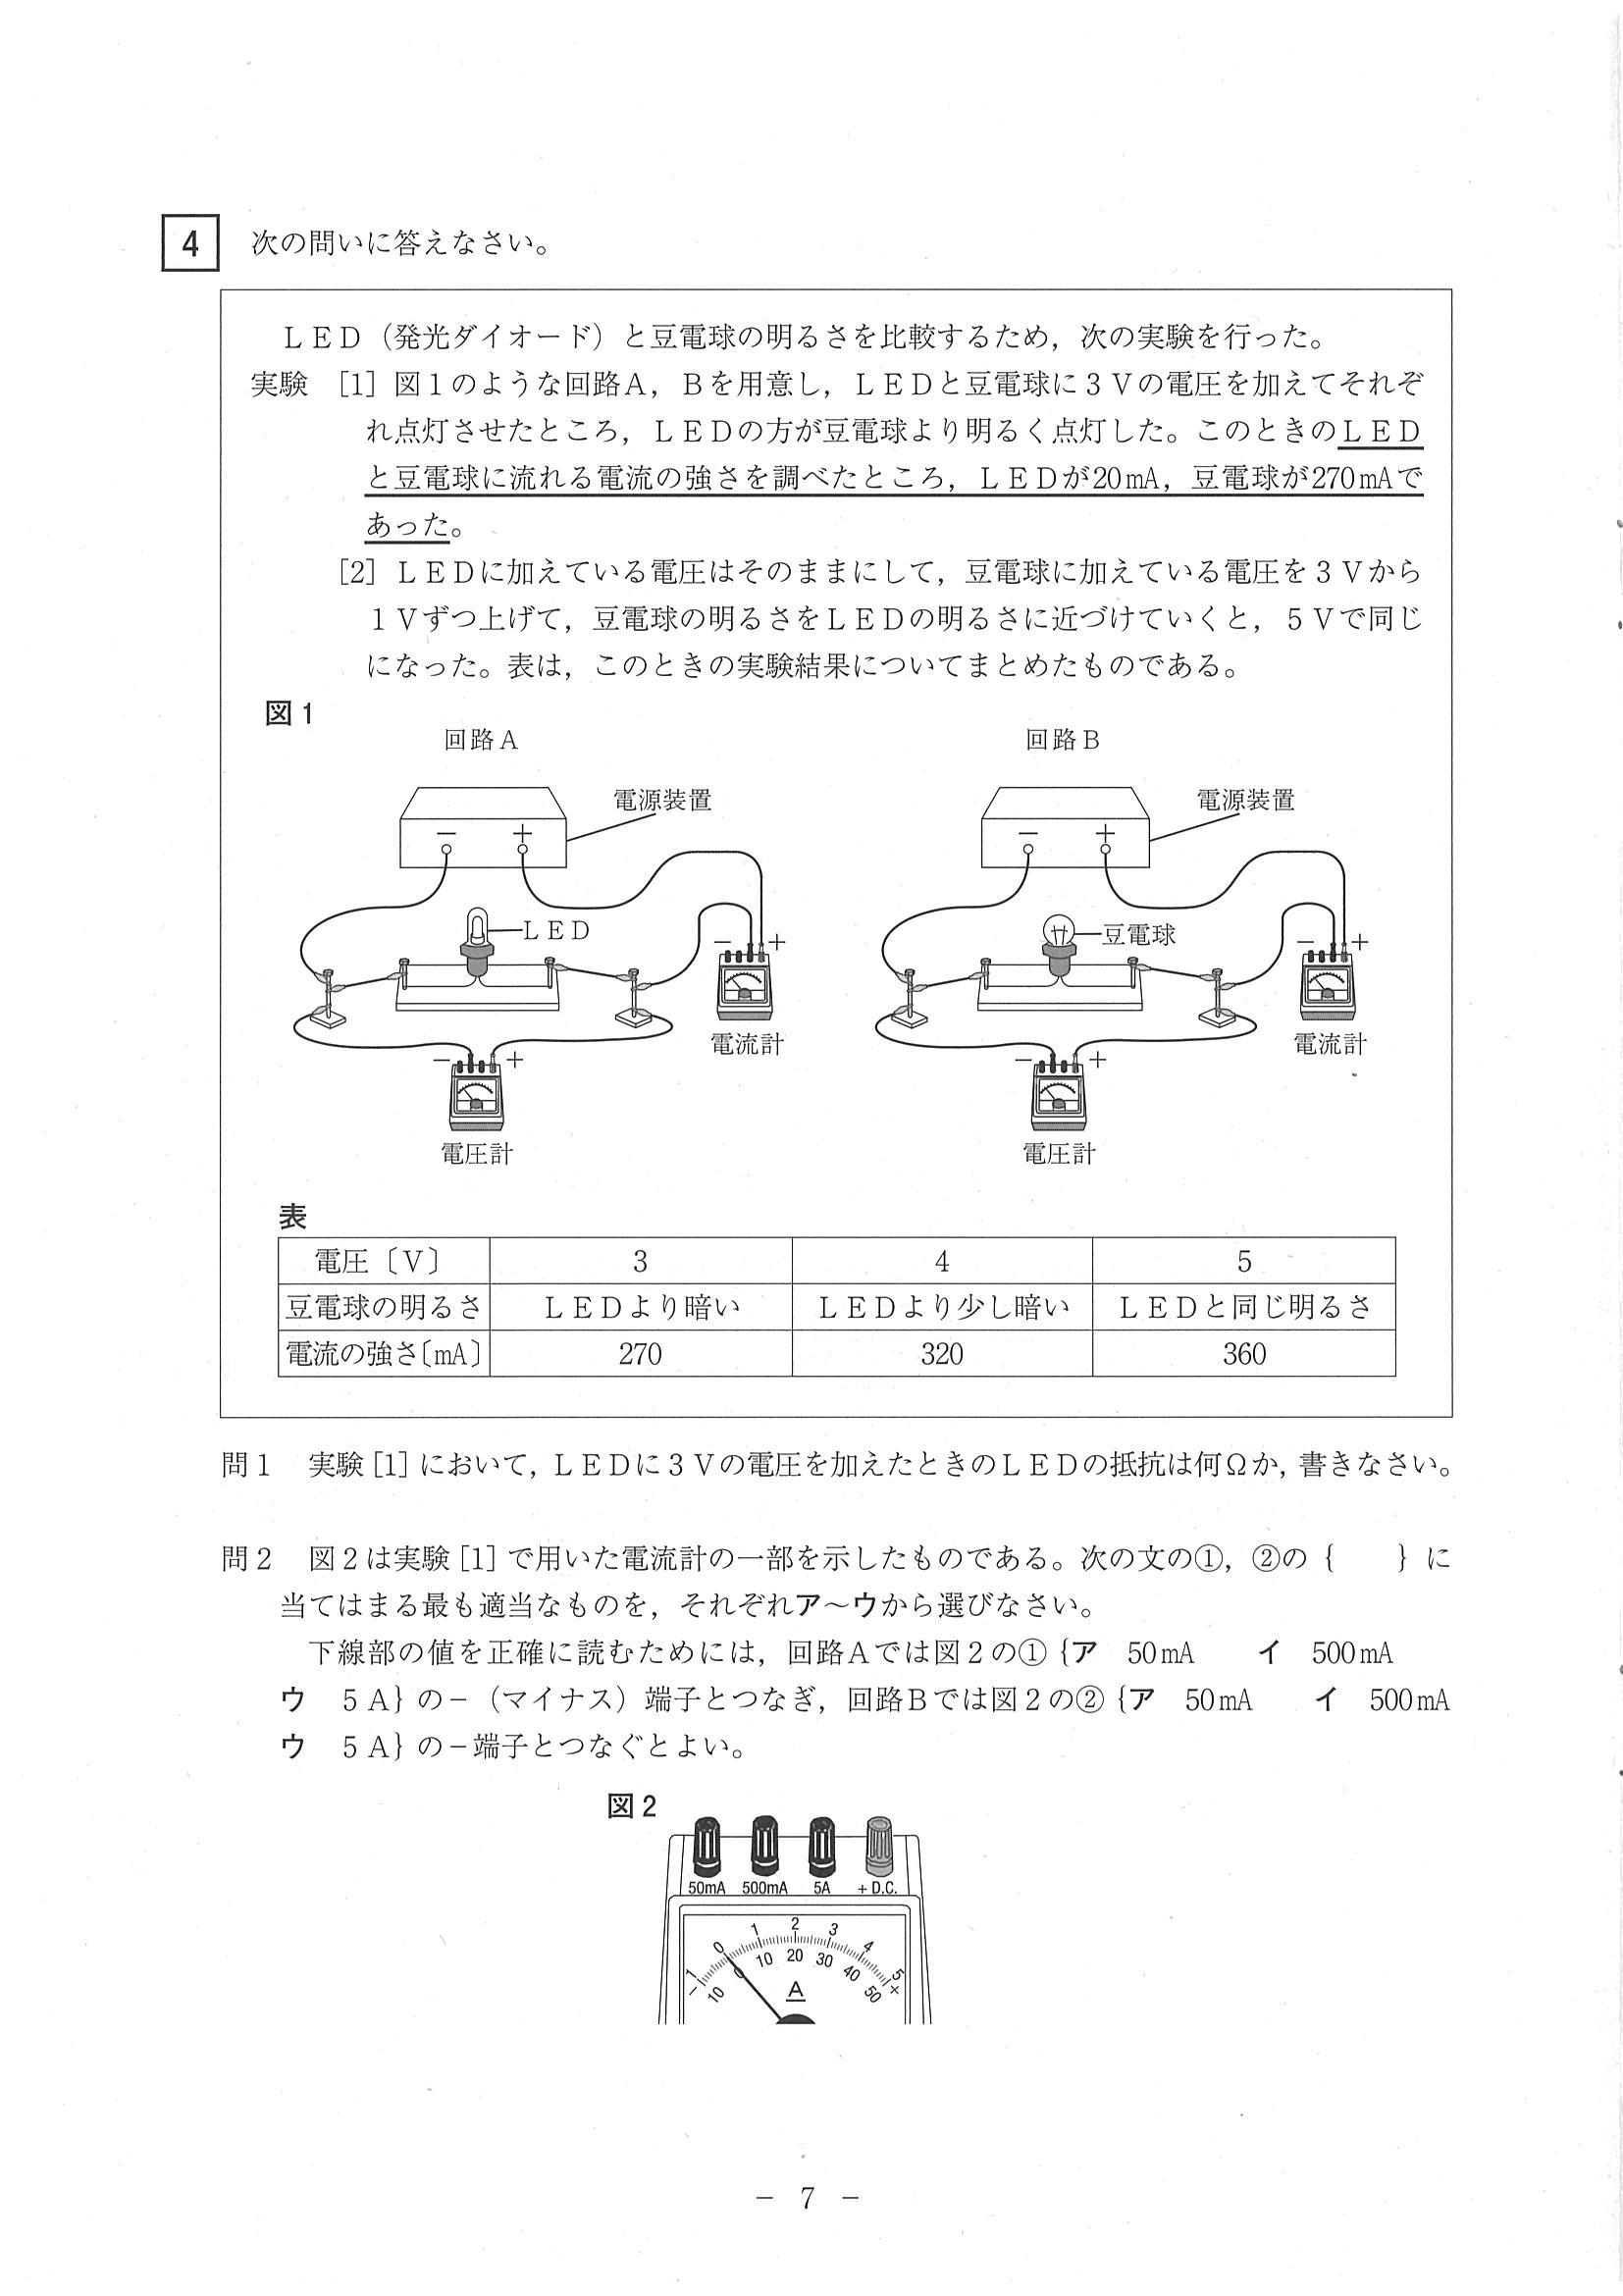 4 次の問いに答えなさい。
LED（発光ダイオード）と豆電球の明るさを比較するため，次の実験を行った。
実験 [1] 図1のような回路A，Bを用意し，LEDと豆電球に3Vの電圧を加えてそれぞ
れ点灯させたところ，LEDの方が豆電球より明るく点灯した。このときのLED
と豆電球に流れる電流の強さを調べたところ，LEDが20mA，豆電球が270mAで
あった。
[2] LEDに加えている電圧はそのままにして，豆電球に加えている電圧を3Vから
1Vずつ上げて，豆電球の明るさをLEDの明るさに近づけていくと，5Vで同じ
になった。表は，このときの実験結果についてまとめたものである。
図1
回路A 回路B
電源装置 電源装置
－ ＋ － ＋
LED 豆電球
－ ＋ － ＋
電流計 電流計
－ ＋ － ＋
電圧計 電圧計
表
電圧〔V〕 3 4 5
豆電球の明るさ LEDより暗い LEDより少し暗い LEDと同じ明るさ
電流の強さ〔mA〕 270 320 360
問1 実験[1]において，LEDに3Vの電圧を加えたときのLEDの抵抗は何Ωか，書きなさい。
問2 図2は実験[1]で用いた電流計の一部を示したものである。次の文の①，②の｛ ｝に
当てはまる最も適当なものを，それぞれア～ウから選びなさい。
下線部の値を正確に読むためには，回路Aでは図2の①｛ア 50mA イ 500mA
ウ 5A｝の－（マイナス）端子とつなぎ，回路Bでは図2の②｛ア 50mA イ 500mA
ウ 5A｝の－端子とつなぐとよい。
図2
50mA 500mA 5A + D.C.
－ 1 0 1 2 3 4 5 +
10 0 10 20 30 40 50
A
－ 7 －